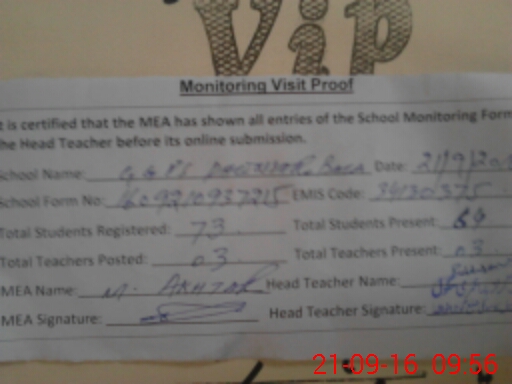 Vip
Monitoring Visit Proof
t is certified that the MEA has shown all entries of the School Monitoring Form
he Head Teacher before its online submission.
School Name: Date: 21/9/20
School Form No: EMIS Code: 34130375
Total Students Registered: 73 Total Students Present:
Total Teachers Posted: 03 Total Teachers Present: 03
MEA Name: M. AKHTAR Head Teacher Name:
MEA Signature: Head Teacher Signature:
21-09-16 09:56